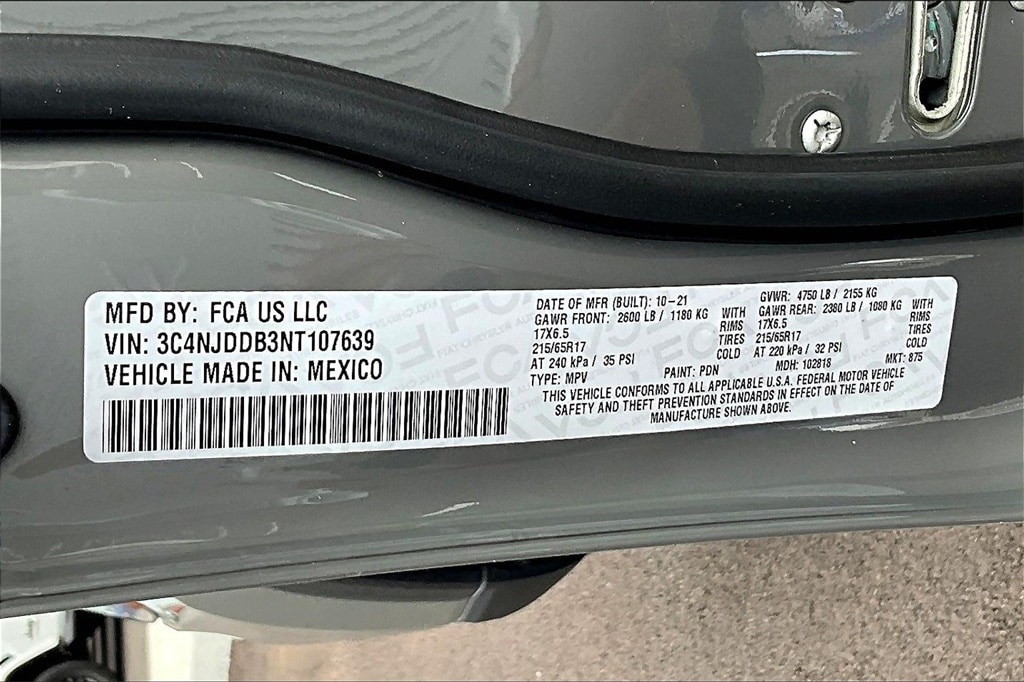 MFD BY: FCA US LLC
VIN: 3C4NJDDB3NT107639
VEHICLE MADE IN: MEXICO
DATE OF MFR (BUILT): 10-21
GAWR FRONT: 2600 LB / 1180 KG WITH
17X6.5 RIMS
215/65R17 TIRES
AT 240 kPa / 35 PSI COLD
TYPE: MPV PAINT: PDN
GVWR: 4750 LB / 2155 KG
GAWR REAR: 2380 LB / 1080 KG WITH
17X6.5 RIMS
215/65R17 TIRES
AT 220 kPa / 32 PSI COLD
MDH: 102818 MKT: 875
THIS VEHICLE CONFORMS TO ALL APPLICABLE U.S.A. FEDERAL MOTOR VEHICLE
SAFETY AND THEFT PREVENTION STANDARDS IN EFFECT ON THE DATE OF
MANUFACTURE SHOWN ABOVE.